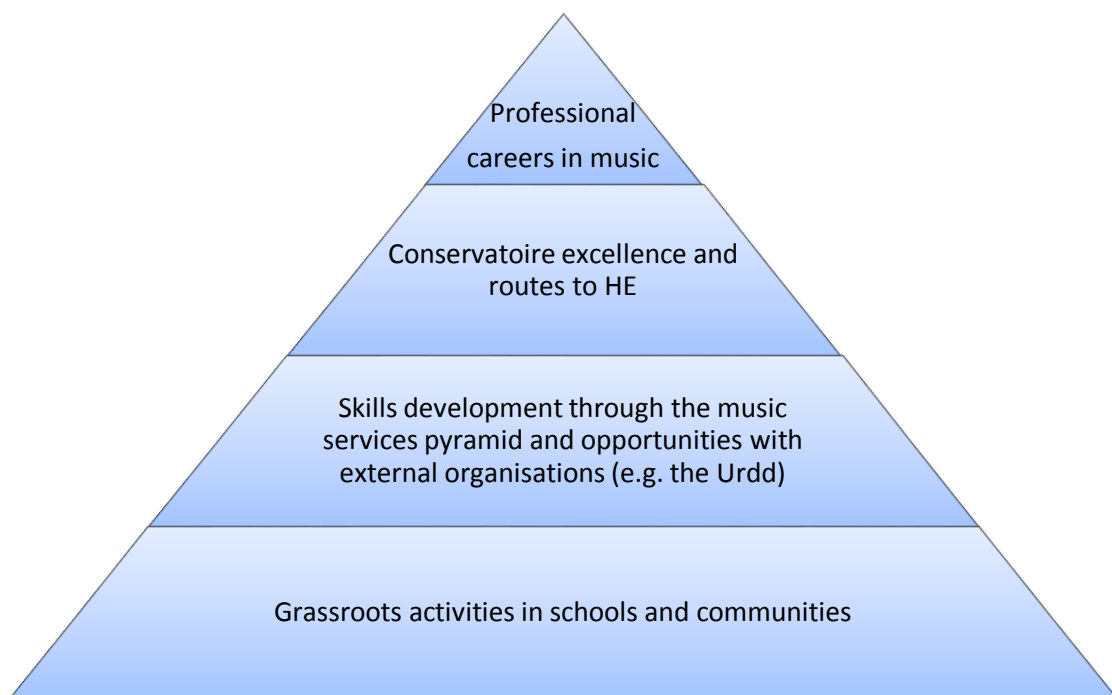 Professional
careers in music
Conservatoire excellence and
routes to HE
Skills development through the music
services pyramid and opportunities with
external organisations (e.g. the Urdd)
Grassroots activities in schools and communities